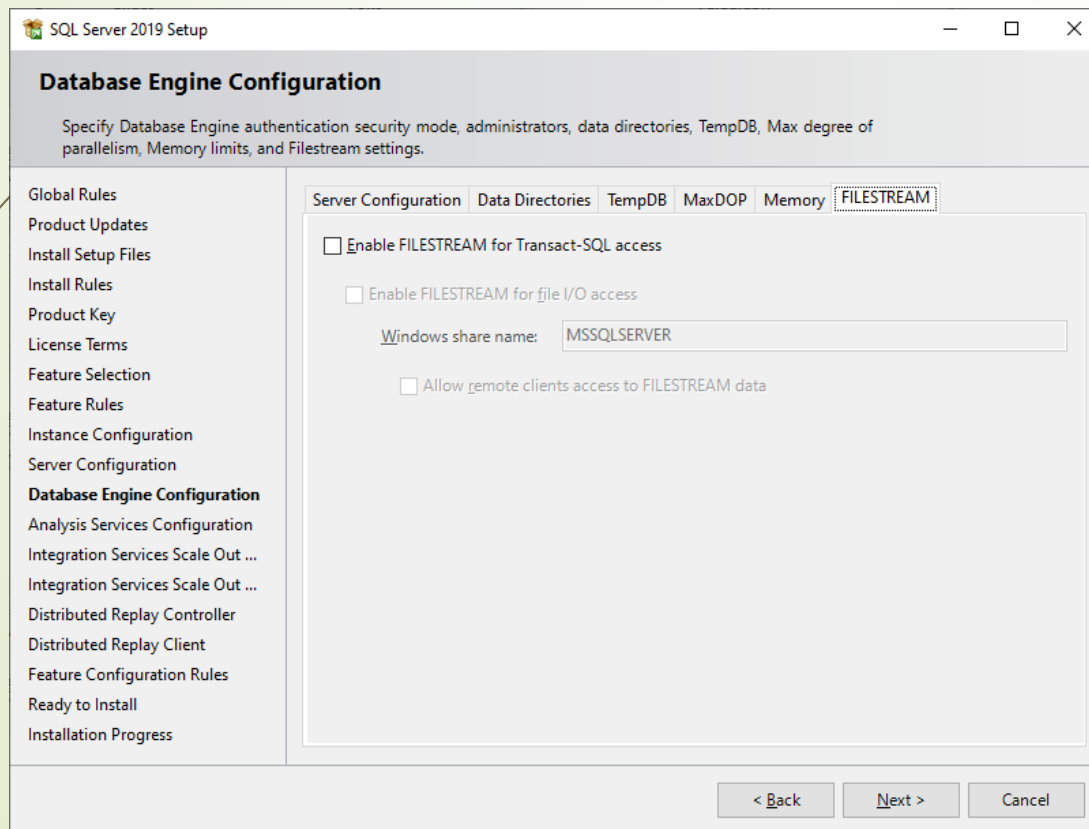 SQL Server 2019 Setup
Database Engine Configuration
Specify Database Engine authentication security mode, administrators, data directories, TempDB, Max degree of
parallelism, Memory limits, and Filestream settings.
Global Rules
Product Updates
Install Setup Files
Install Rules
Product Key
License Terms
Feature Selection
Feature Rules
Instance Configuration
Server Configuration
Database Engine Configuration
Analysis Services Configuration
Integration Services Scale Out ...
Integration Services Scale Out ...
Distributed Replay Controller
Distributed Replay Client
Feature Configuration Rules
Ready to Install
Installation Progress
Server Configuration Data Directories TempDB MaxDOP Memory FILESTREAM
Enable FILESTREAM for Transact-SQL access
Enable FILESTREAM for file I/O access
Windows share name: MSSQLSERVER
Allow remote clients access to FILESTREAM data
< Back Next > Cancel